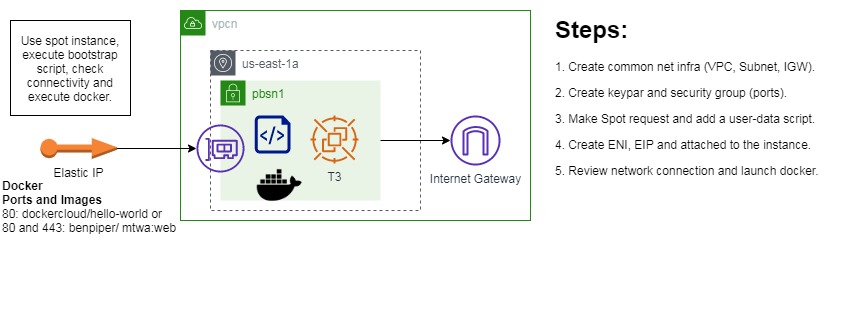 Use spot instance,
execute bootstrap
script, check
connectivity and
execute docker.
Elastic IP
Docker
Ports and Images
80: dockercloud/hello-world or
80 and 443: benpiper/ mtwa:web
vpcn
us-east-1a
pbsn1
</>
T3
Internet Gateway
Steps:
1. Create common net infra (VPC, Subnet, IGW).
2. Create keypar and security group (ports).
3. Make Spot request and add a user-data script.
4. Create ENI, EIP and attached to the instance.
5. Review network connection and launch docker.